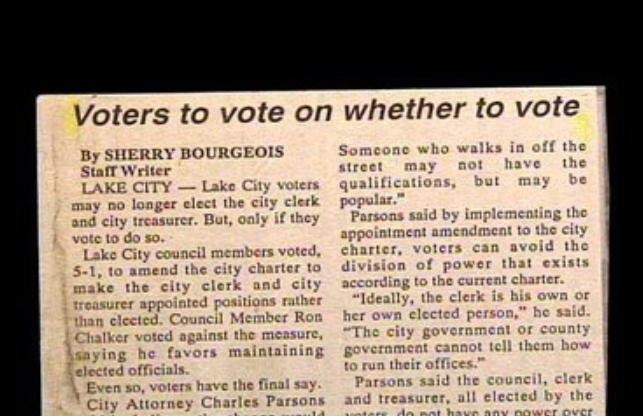 Voters to vote on whether to vote
By SHERRY BOURGEOIS
Staff Writer
LAKE CITY — Lake City voters
may no longer elect the city clerk
and city treasurer. But, only if they
vote to do so.
Lake City council members voted,
5-1, to amend the city charter to
make the city clerk and city
treasurer appointed positions rather
than elected. Council Member Ron
Chalker voted against the measure,
saying he favors maintaining
elected officials.
Even so, voters have the final say.
City Attorney Charles Parsons
Someone who walks in off the
street may not have the
qualifications, but may be
popular."
Parsons said by implementing the
appointment amendment to the city
charter, voters can avoid the
division of power that exists
according to the current charter.
"Ideally, the clerk is his own or
her own elected person," he said.
"The city government or county
government cannot tell them how
to run their offices."
Parsons said the council, clerk
and treasurer, all elected by the
voters, do not have any power over